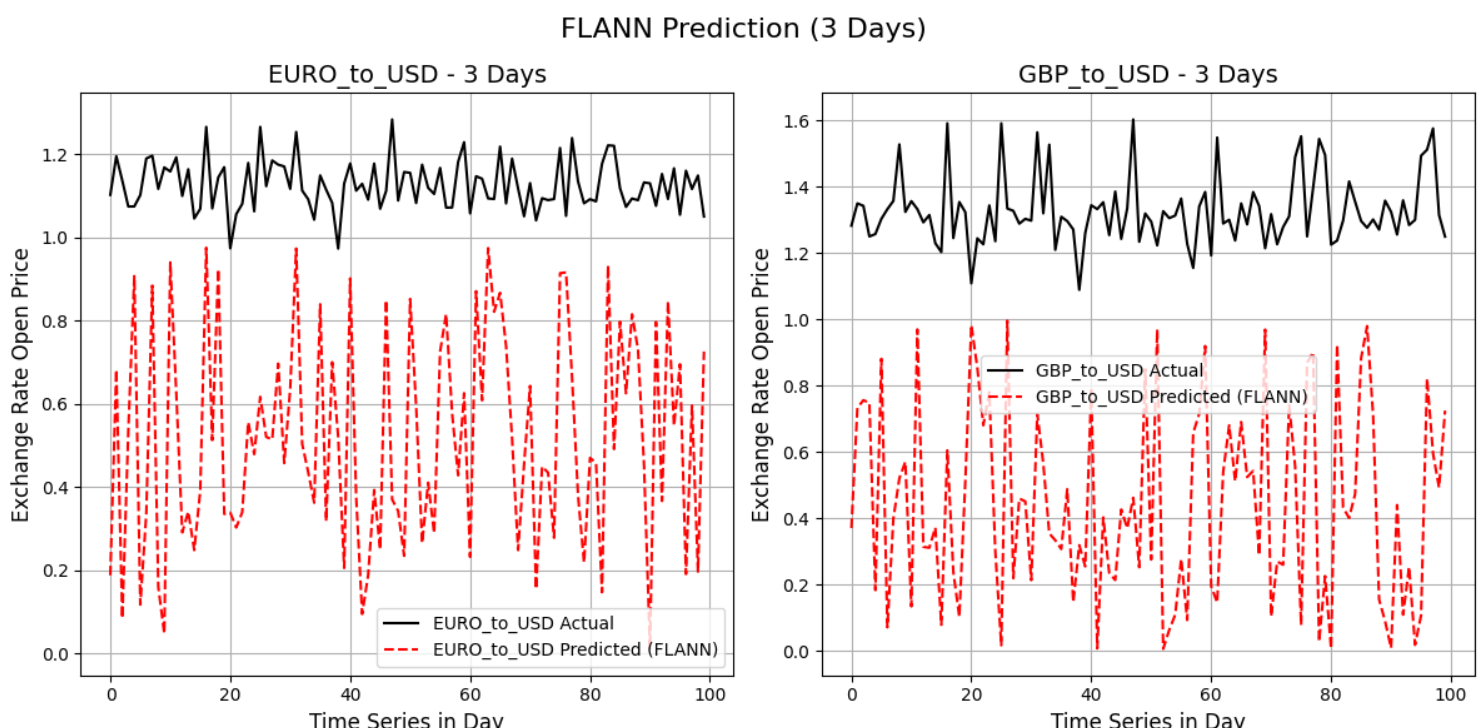 FLANN Prediction (3 Days)
EURO_to_USD - 3 Days
Exchange Rate Open Price
1.2
1.0
0.8
0.6
0.4
0.2
0.0
EURO_to_USD Actual
EURO_to_USD Predicted (FLANN)
0 20 40 60 80 100
Time Series in Day
GBP_to_USD - 3 Days
Exchange Rate Open Price
1.6
1.4
1.2
1.0
0.8
0.6
0.4
0.2
0.0
GBP_to_USD Actual
GBP_to_USD Predicted (FLANN)
0 20 40 60 80 100
Time Series in Day